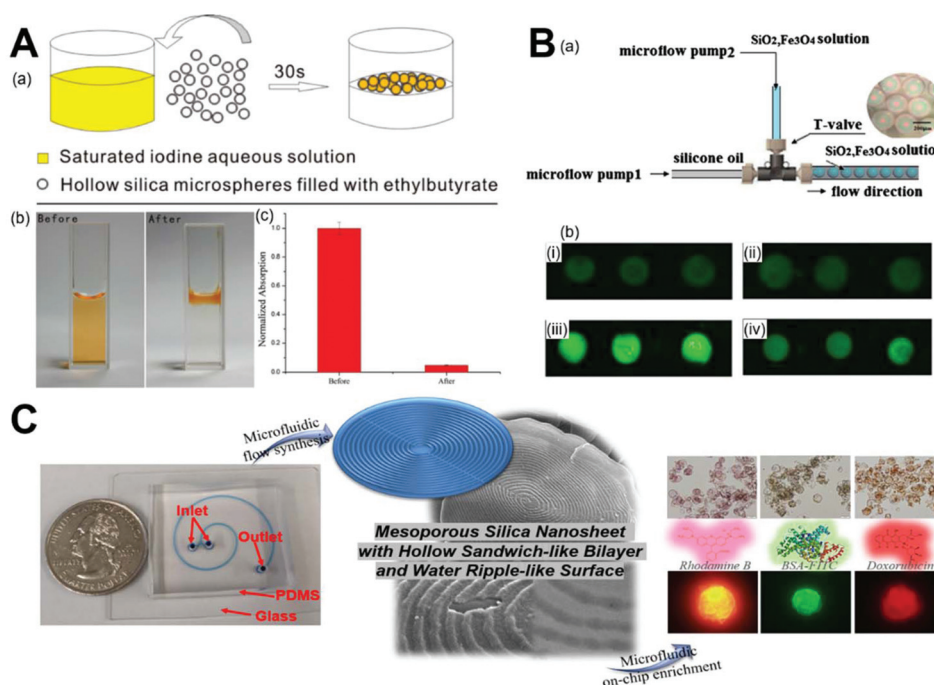 A
(a)
30s
Saturated iodine aqueous solution
Hollow silica microspheres filled with ethylbutyrate
(b)
Before
After
(c)
Normalized Absorption
1.0
0.8
0.6
0.4
0.2
0.0
Before
After
B
(a)
microflow pump2
SiO2,Fe3O4 solution
T-valve
200μm
silicone oil
SiO2,Fe3O4 solution
microflow pump1
flow direction
(b)
(i)
(ii)
(iii)
(iv)
C
Microfluidic
flow synthesis
Inlet
Outlet
PDMS
Glass
Mesoporous Silica Nanosheet
with Hollow Sandwich-like Bilayer
and Water Ripple-like Surface
Rhodamine B
BSA-FITC
Doxorubicin
Microfluidic
on-chip enrichment